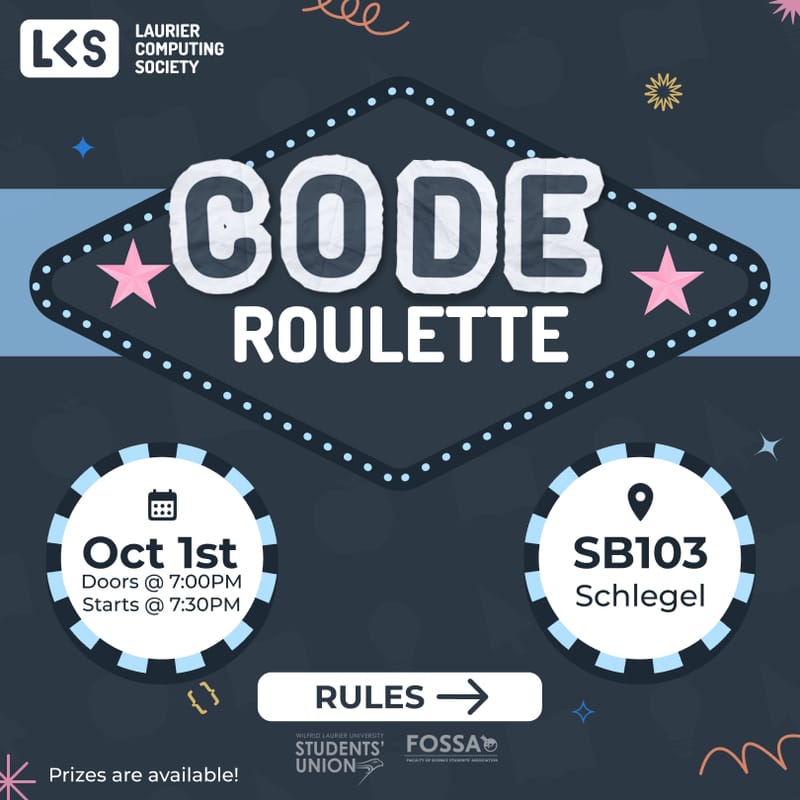 LCS
LAURIER
COMPUTING
SOCIETY
CODE
ROULETTE
Oct 1st
Doors @ 7:00PM
Starts @ 7:30PM
SB103
Schlegel
{}
RULES →
WILFRID LAURIER UNIVERSITY
STUDENTS'
UNION
FOSSA
FACULTY OF SCIENCE STUDENTS' ASSOCIATION
Prizes are available!